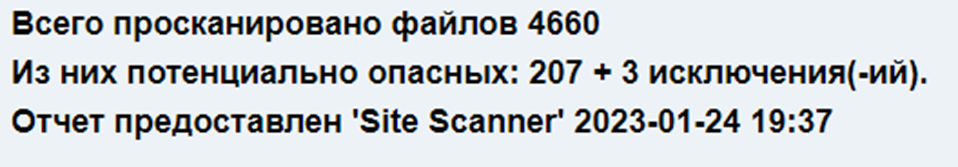 Всего просканировано файлов 4660
Из них потенциально опасных: 207 + 3 исключения(-ий).
Отчет предоставлен 'Site Scanner' 2023-01-24 19:37